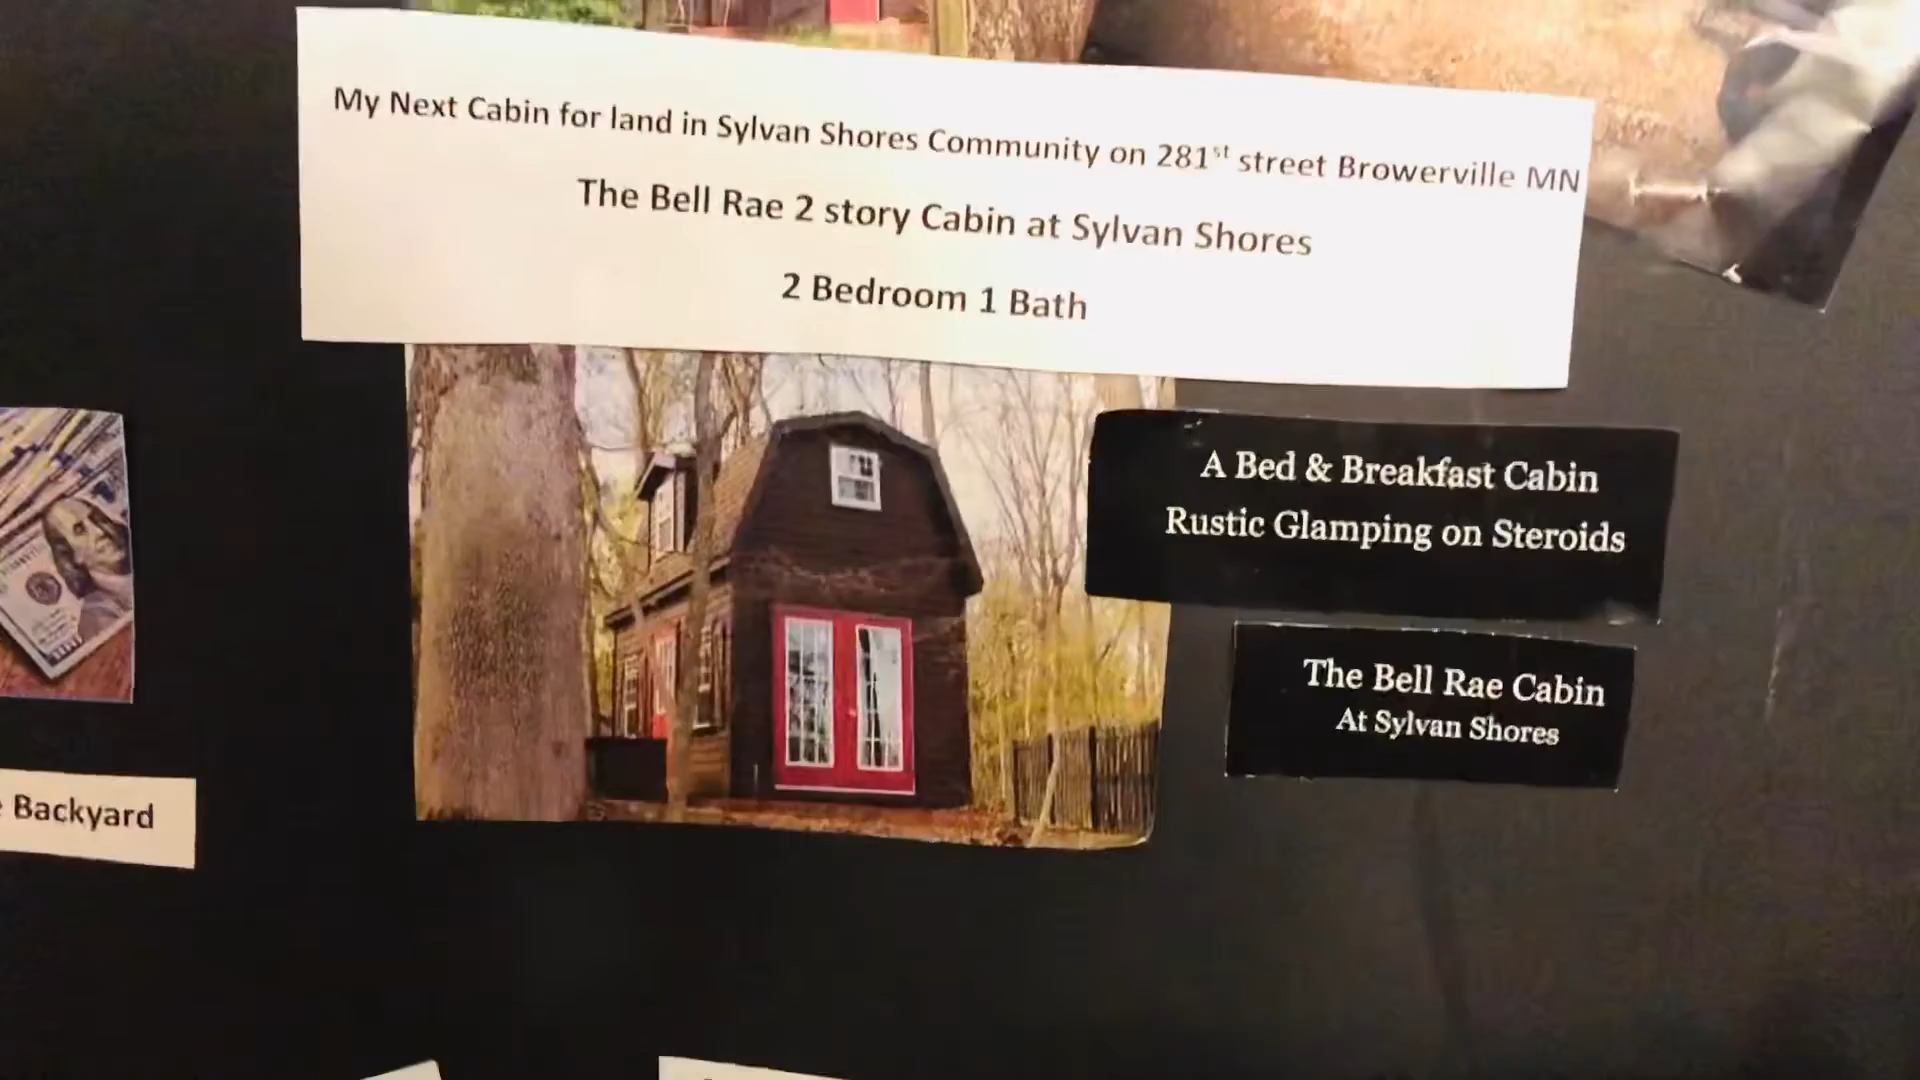 My Next Cabin for land in Sylvan Shores Community on 281st street Browerville MN
The Bell Rae 2 story Cabin at Sylvan Shores
2 Bedroom 1 Bath
A Bed & Breakfast Cabin
Rustic Glamping on Steroids
The Bell Rae Cabin
At Sylvan Shores
Backyard